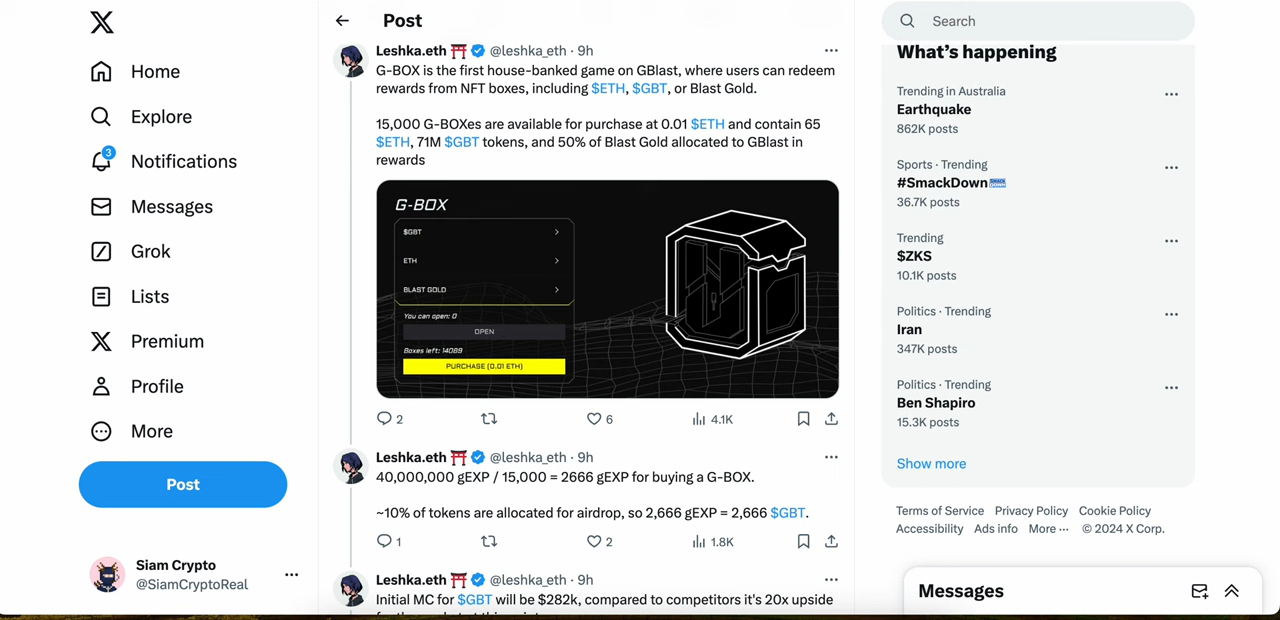 Post
Home
Explore
3
Notifications
Messages
Grok
Lists
Premium
Profile
More
Post
Siam Crypto
@SiamCryptoReal
Leshka.eth ⛩️ @leshka_eth · 9h
G-BOX is the first house-banked game on GBlast, where users can redeem
rewards from NFT boxes, including $ETH, $GBT, or Blast Gold.
15,000 G-BOXes are available for purchase at 0.01 $ETH and contain 65
$ETH, 71M $GBT tokens, and 50% of Blast Gold allocated to GBlast in
rewards
G-BOX
$GBT
ETH
BLAST GOLD
You can open: 0
OPEN
Boxes left: 14089
PURCHASE (0.01 ETH)
2
6
4.1K
Leshka.eth ⛩️ @leshka_eth · 9h
40,000,000 gEXP / 15,000 = 2666 gEXP for buying a G-BOX.
~10% of tokens are allocated for airdrop, so 2,666 gEXP = 2,666 $GBT.
1
2
1.8K
Leshka.eth ⛩️ @leshka_eth · 9h
Initial MC for $GBT will be $282k, compared to competitors it's 20x upside
Search
What's happening
Trending in Australia
Earthquake
862K posts
Sports · Trending
#SmackDown
36.7K posts
Trending
$ZKS
10.1K posts
Politics · Trending
Iran
347K posts
Politics · Trending
Ben Shapiro
15.3K posts
Show more
Terms of Service Privacy Policy Cookie Policy
Accessibility Ads info More ··· © 2024 X Corp.
Messages